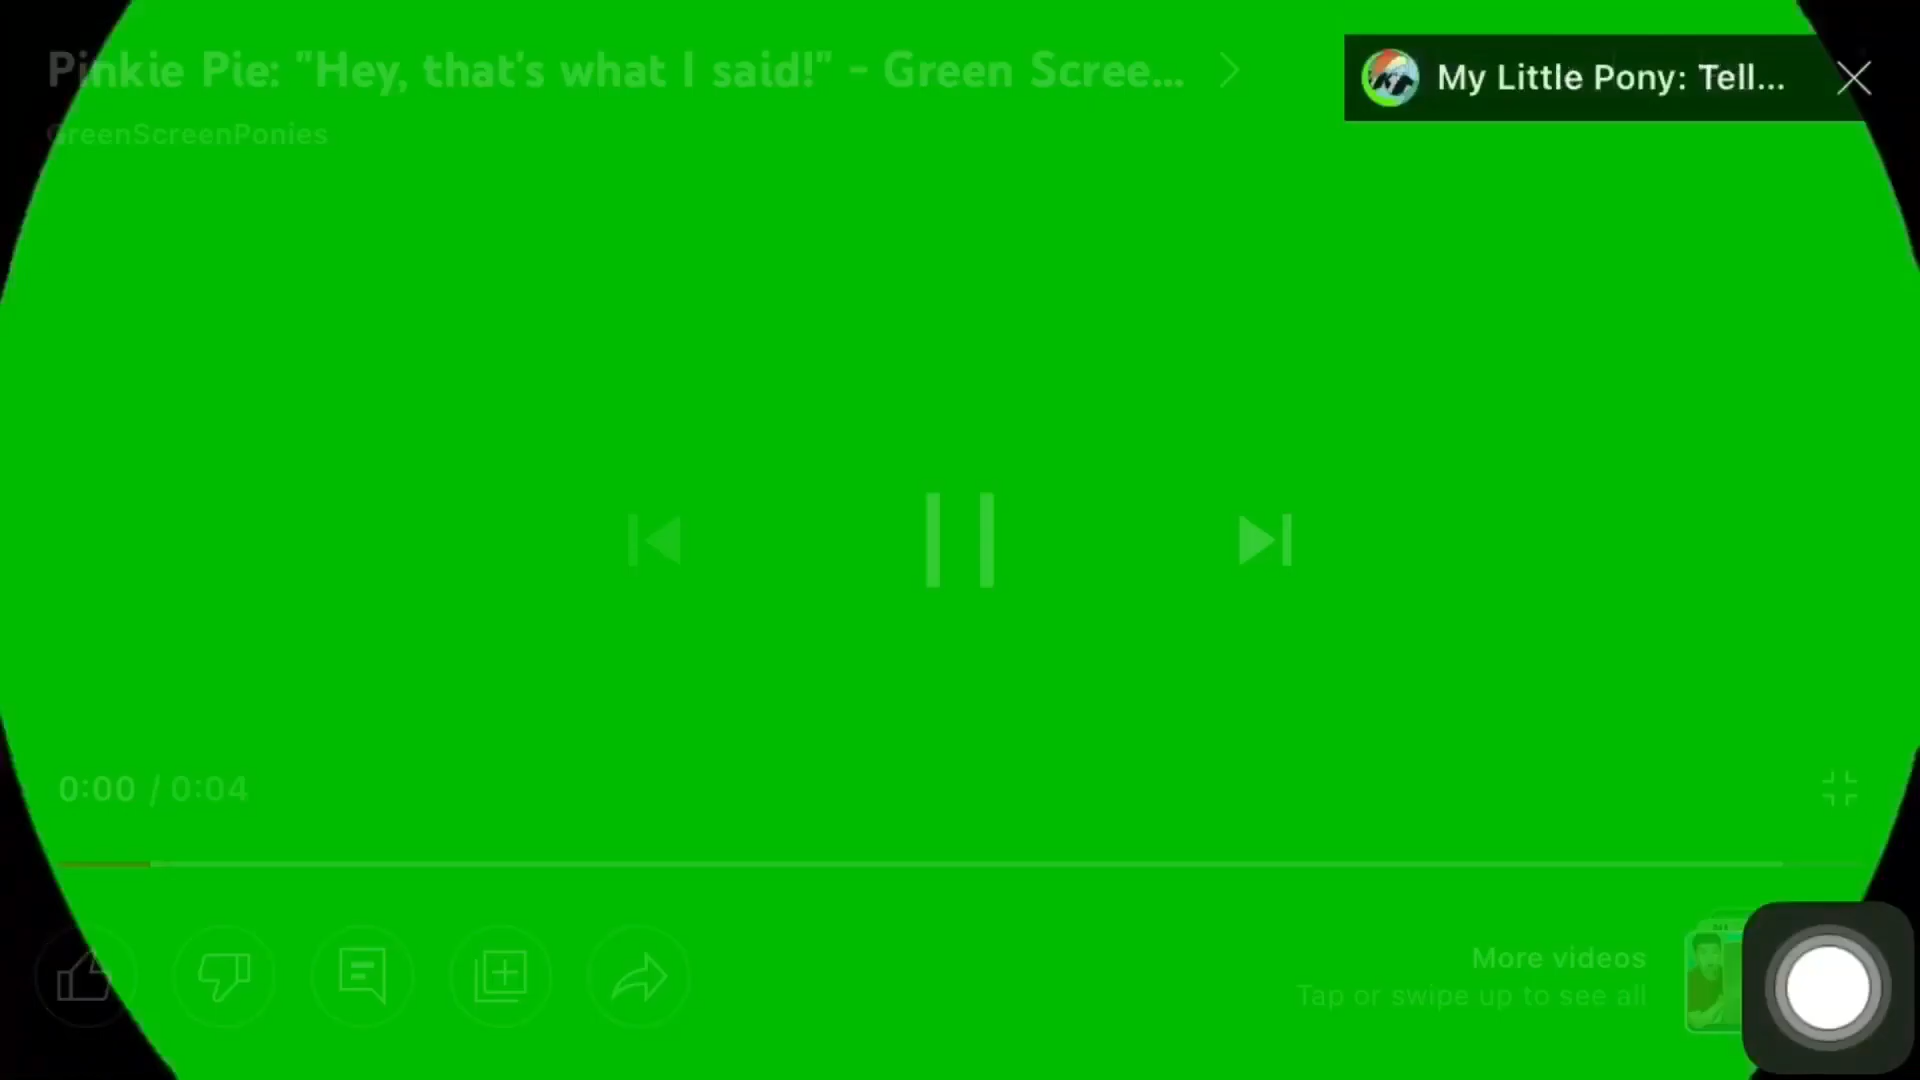 Pinkie Pie: "Hey, that's what I said!" - Green Scree...
My Little Pony: Tell...
GreenScreenPonies
0:00 / 0:04
More videos
Tap or swipe up to see all